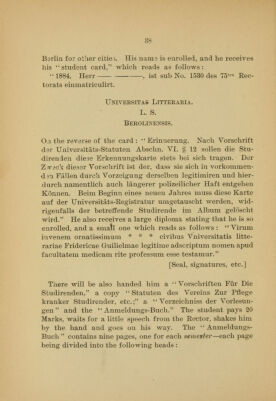 38
Berlin for other cities. His name is enrolled, and he receives
his "student card," which reads as follows:
"1884. Herr ——— ———, ist sub No. 1530 des 75ten Rec-
torats immatriculirt.
UNIVERSITAS LITTERARIA.
L. S.
BEROLINENSIS.
On the reverse of the card: "Erinnerung. Nach Vorschrift
der Universitäts-Statuten Abschn. VI. § 12 sollen die Stu-
direnden diese Erkennungskarte stets bei sich tragen. Der
Zweck dieser Vorschrift ist der, dass sie sich in vorkommen-
den Fällen durch Vorzeigung derselben legitimiren und hier-
durch namentlich auch längerer polizeilicher Haft entgehen
können. Beim Beginn eines neuen Jahres muss diese Karte
auf der Universitäts-Registratur umgetauscht werden, wid-
rigenfalls der betreffende Studirende im Album gelöscht
wird." He also receives a large diploma stating that he is so
enrolled, and a small one which reads as follows: "Virum
invenem ornatissimum * * * civibus Universitatis litte-
rariae Fridericae Guilielmae legitime adscriptum nomen apud
facultatem medicam rite professum esse testamur."
[Seal, signatures, etc.]
There will be also handed him a "Vorschriften Für Die
Studirenden," a copy "Statuten des Vereins Zur Pflege
kranker Studirender, etc.;" a "Verzeichniss der Vorlesun-
gen" and the "Anmeldungs-Buch." The student pays 20
Marks, waits for a little speech from the Rector, shakes him
by the hand and goes on his way. The "Anmeldungs-
Buch" contains nine pages, one for each semester—each page
being divided into the following heads: